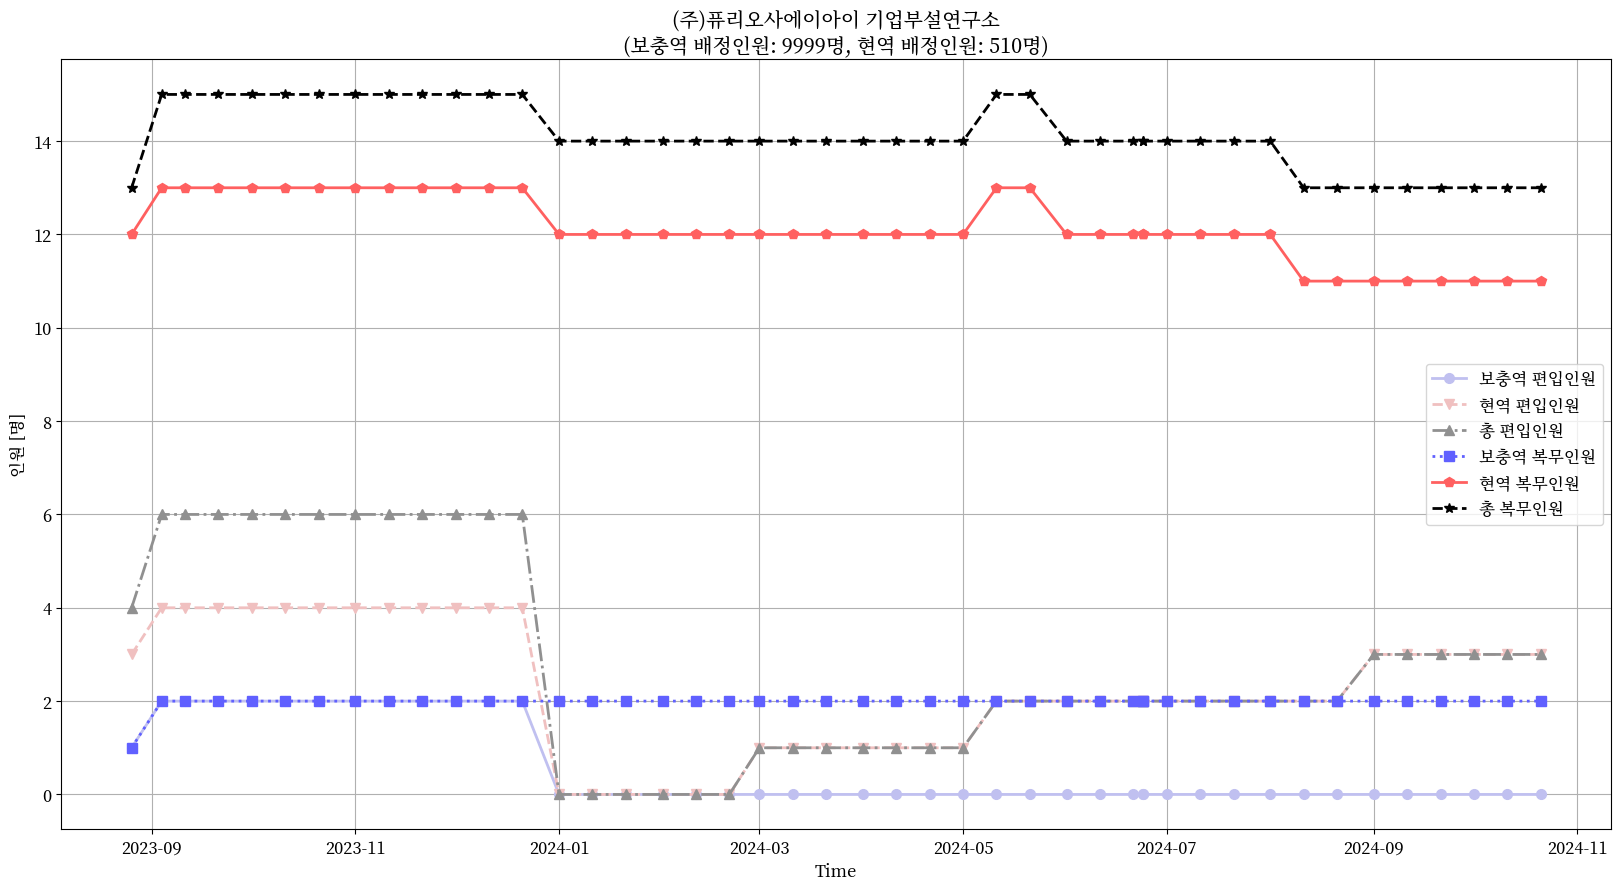 (주)퓨리오사에이아이 기업부설연구소
(보충역 배정인원: 9999명, 현역 배정인원: 510명)
인원 [명]
14
12
10
8
6
4
2
0
보충역 편입인원
현역 편입인원
총 편입인원
보충역 복무인원
현역 복무인원
총 복무인원
2023-09
2023-11
2024-01
2024-03
2024-05
2024-07
2024-09
2024-11
Time